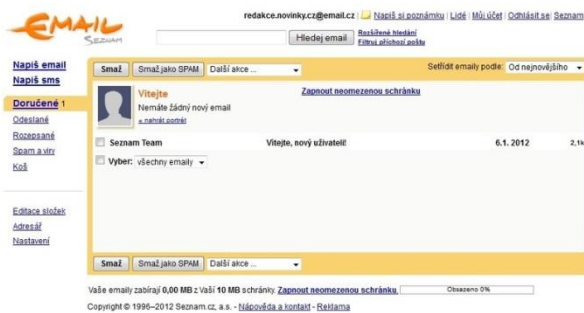 EMAIL
SEZNAM
redakce.novinky.cz@email.cz | Napiš si poznámku | Lidé | Můj účet | Odhlásit se | Seznam
Hledej email
Rozšířené hledání
Filtruj příchozí poštu
Napiš email
Napiš sms
Doručené 1
Odeslané
Rozepsané
Spam a viry
Koš
Editace složek
Adresář
Nastavení
Smaž Smaž jako SPAM Další akce ... Setřídit emaily podle: Od nejnovějšího
Vítejte
Nemáte žádný nový email
« nahrát portrét
Zapnout neomezenou schránku
Seznam Team Vítejte, nový uživateli! 6.1. 2012 2,1k
Vyber: všechny emaily
Smaž Smaž jako SPAM Další akce ...
Vaše emaily zabírají 0,00 MB z Vaší 10 MB schránky. Zapnout neomezenou schránku. Obsazeno 0%
Copyright © 1996–2012 Seznam.cz, a.s. - Nápověda a kontakt - Reklama